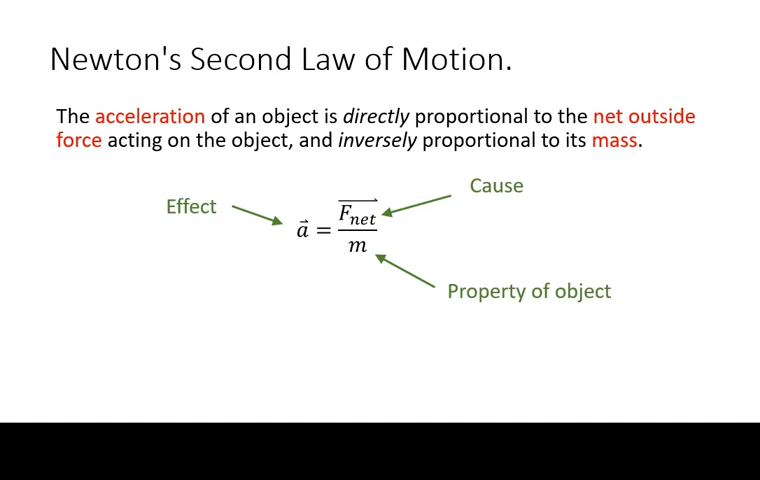 Newton's Second Law of Motion.
The acceleration of an object is directly proportional to the net outside
force acting on the object, and inversely proportional to its mass.
Cause
Effect
a⃗ = F_net⃗ / m
Property of object